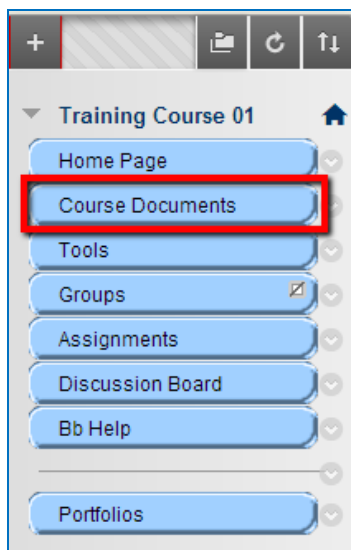 Training Course 01
Home Page
Course Documents
Tools
Groups
Assignments
Discussion Board
Bb Help
Portfolios